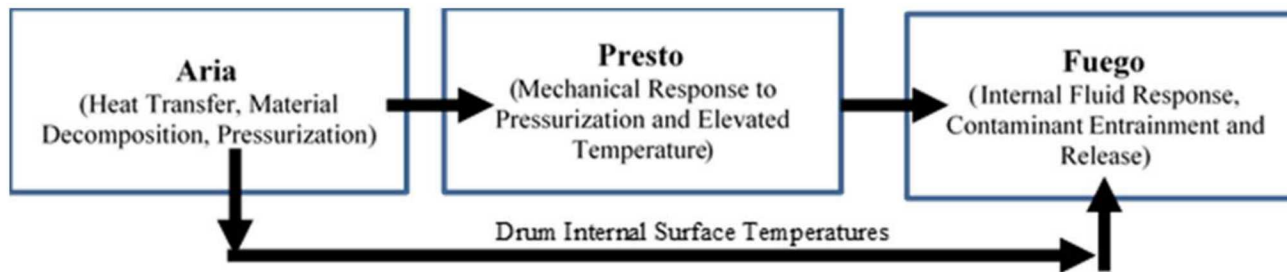 Aria
(Heat Transfer, Material
Decomposition, Pressurization)
Presto
(Mechanical Response to
Pressurization and Elevated
Temperature)
Fuego
(Internal Fluid Response,
Contaminant Entrainment and
Release)
Drum Internal Surface Temperatures